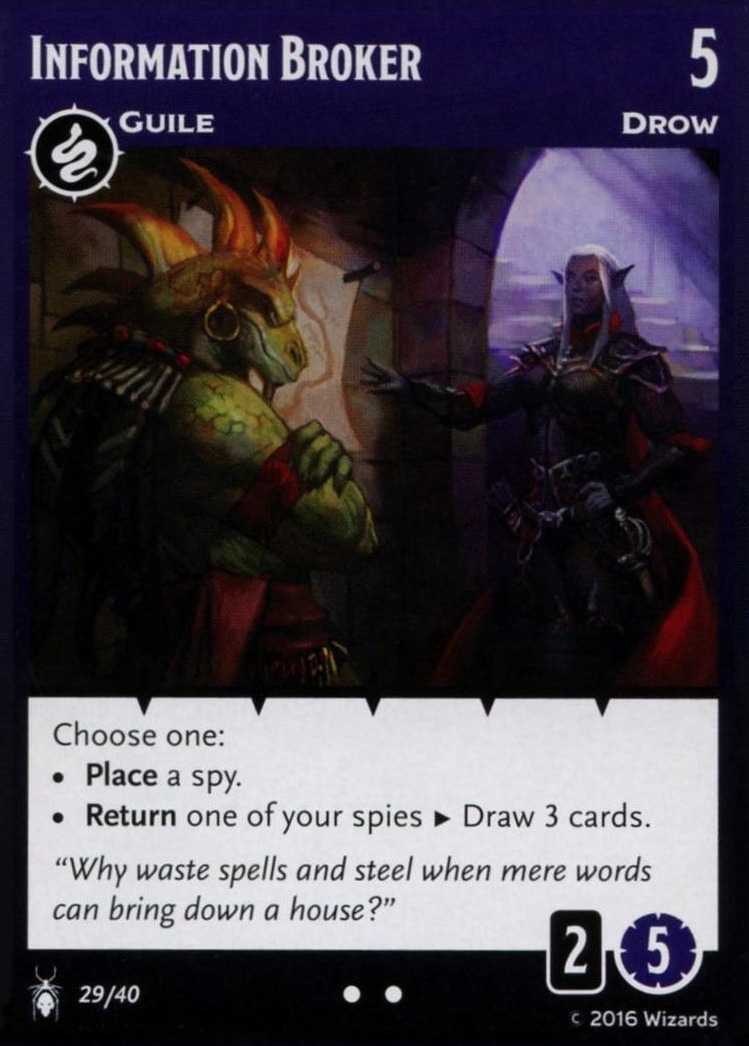 INFORMATION BROKER 5
GUILE DROW
Choose one:
• Place a spy.
• Return one of your spies ▶ Draw 3 cards.
“Why waste spells and steel when mere words
can bring down a house?”
2 5
29/40
© 2016 Wizards